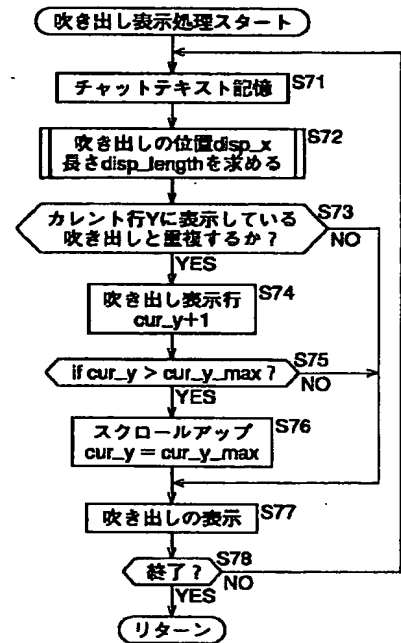 吹き出し表示処理スタート
チャットテキスト記憶
S71
S72
吹き出しの位置disp_x
長さdisp_lengthを求める
S73
カレント行Yに表示している
吹き出しと重複するか?
NO
YES
S74
吹き出し表示行
cur_y+1
S75
if cur_y > cur_y_max ?
NO
YES
S76
スクロールアップ
cur_y = cur_y_max
吹き出しの表示
S77
S78
終了?
NO
YES
リターン